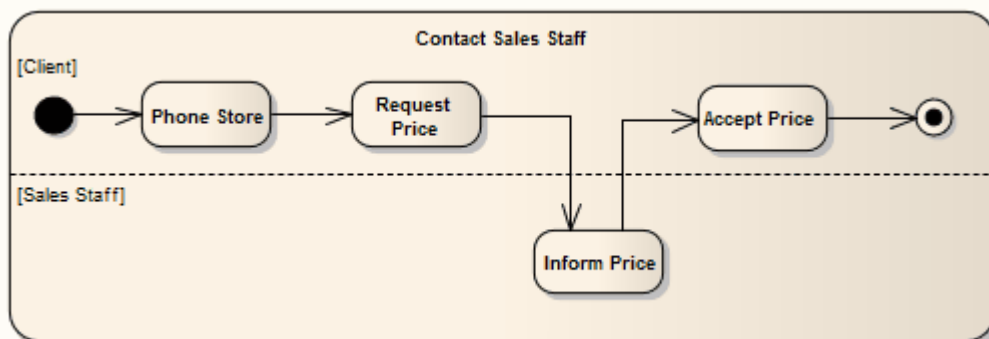 Contact Sales Staff
[Client]
Phone Store
Request
Price
Accept Price
[Sales Staff]
Inform Price